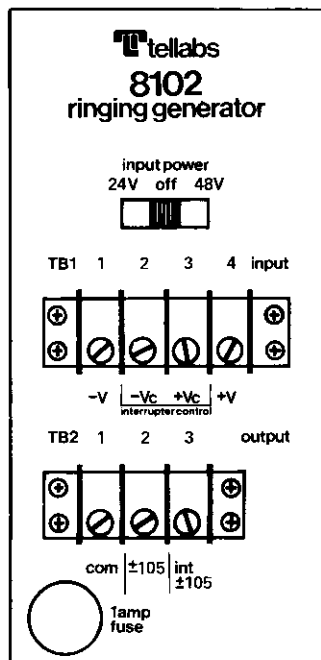 tellabs
8102
ringing generator
input power
24V off 48V
TB1 1 2 3 4 input
-V -Vc +Vc +V
interrupter control
TB2 1 2 3 output
com ±105 int
±105
1amp
fuse